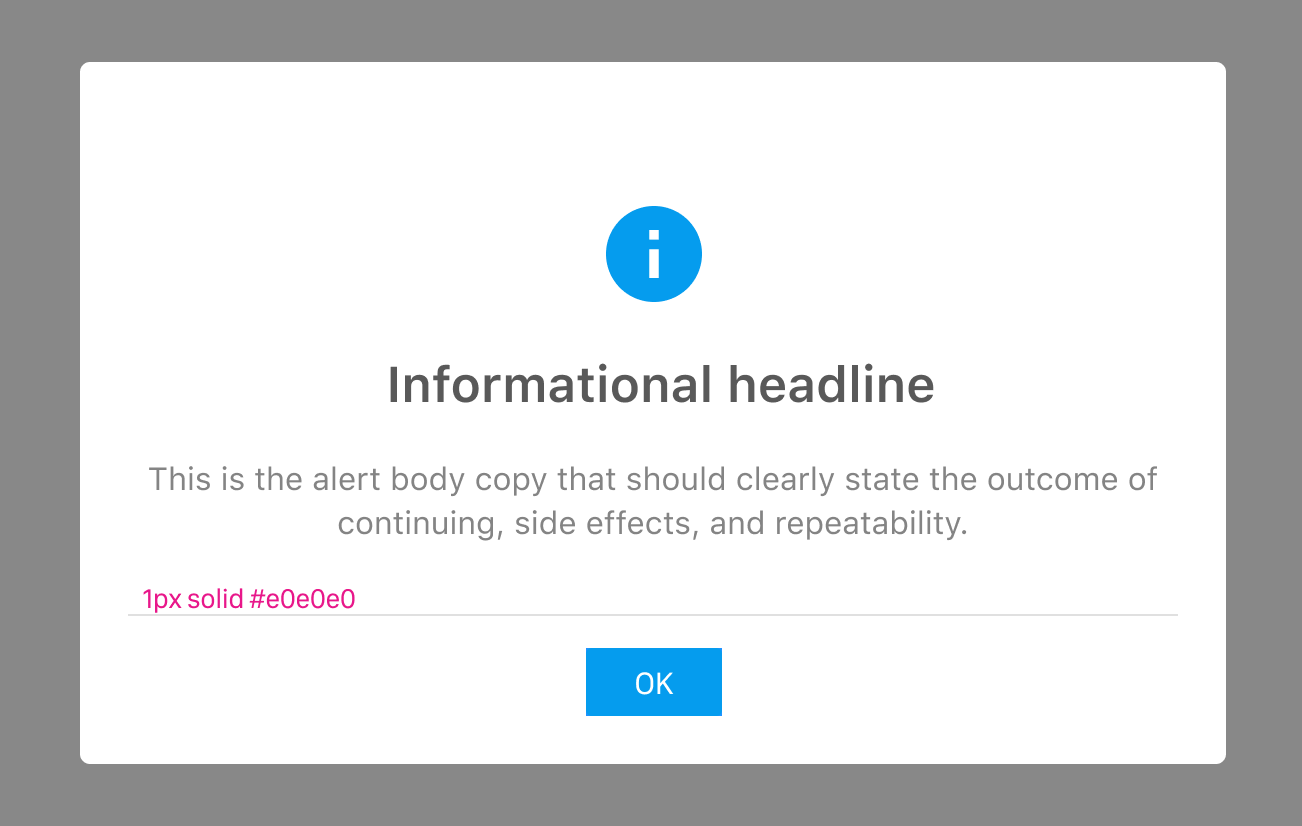 i
Informational headline
This is the alert body copy that should clearly state the outcome of
continuing, side effects, and repeatability.
1px solid #e0e0e0
OK